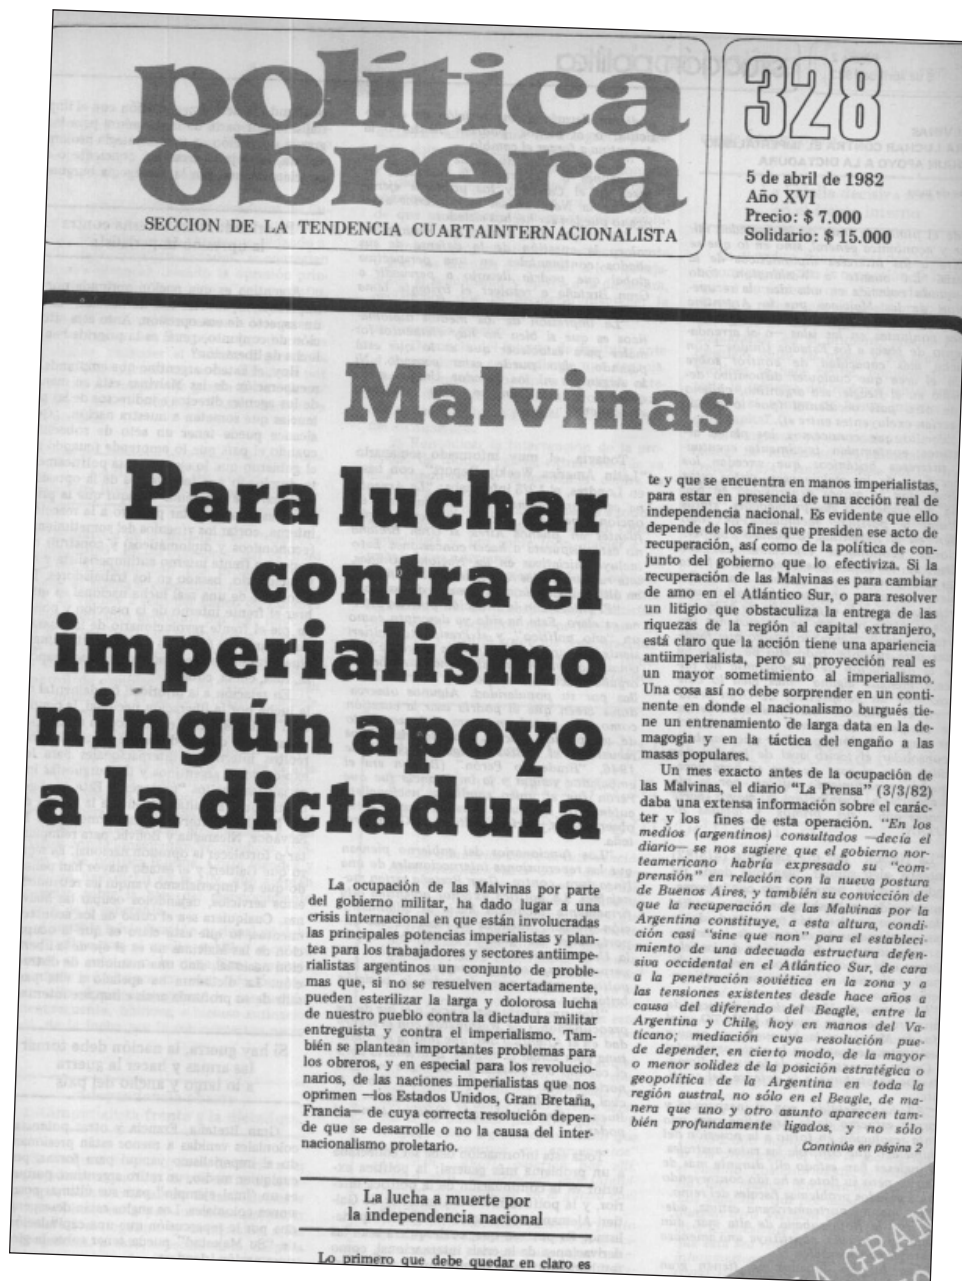 política
obrera
SECCION DE LA TENDENCIA CUARTAINTERNACIONALISTA
328
5 de abril de 1982
Año XVI
Precio: $ 7.000
Solidario: $ 15.000
Malvinas
Para luchar
contra el
imperialismo
ningún apoyo
a la dictadura
La ocupación de las Malvinas por parte
del gobierno militar, ha dado lugar a una
crisis internacional en que están involucradas
las principales potencias imperialistas y plan-
tea para los trabajadores y sectores antiimpe-
rialistas argentinos un conjunto de proble-
mas que, si no se resuelven acertadamente,
pueden esterilizar la larga y dolorosa lucha
de nuestro pueblo contra la dictadura militar
entreguista y contra el imperialismo. Tam-
bién se plantean importantes problemas para
los obreros, y en especial para los revolucio-
narios, de las naciones imperialistas que nos
oprimen —los Estados Unidos, Gran Bretaña,
Francia— de cuya correcta resolución depen-
de que se desarrolle o no la causa del inter-
nacionalismo proletario.
La lucha a muerte por
la independencia nacional
Lo primero que debe quedar en claro es
te y que se encuentra en manos imperialistas,
para estar en presencia de una acción real de
independencia nacional. Es evidente que ello
depende de los fines que presiden ese acto de
recuperación, así como de la política de con-
junto del gobierno que lo efectiviza. Si la
recuperación de las Malvinas es para cambiar
de amo en el Atlántico Sur, o para resolver
un litigio que obstaculiza la entrega de las
riquezas de la región al capital extranjero,
está claro que la acción tiene una apariencia
antiimperialista, pero su proyección real es
un mayor sometimiento al imperialismo.
Una cosa así no debe sorprender en un conti-
nente en donde el nacionalismo burgués tie-
ne un entrenamiento de larga data en la de-
magogia y en la táctica del engaño a las
masas populares.
Un mes exacto antes de la ocupación de
las Malvinas, el diario "La Prensa" (3/3/82)
daba una extensa información sobre el carác-
ter y los fines de esta operación. "En los
medios (argentinos) consultados —decía el
diario— se nos sugiere que el gobierno nor-
teamericano habría expresado su "com-
prensión" en relación con la nueva postura
de Buenos Aires, y también su convicción de
que la recuperación de las Malvinas por la
Argentina constituye, a esta altura, condi-
ción casi "sine que non" para el estableci-
miento de una adecuada estructura defen-
siva occidental en el Atlántico Sur, de cara
a la penetración soviética en la zona y a
las tensiones existentes desde hace años a
causa del diferendo del Beagle, entre la
Argentina y Chile, hoy en manos del Va-
ticano; mediación cuya resolución pue-
de depender, en cierto modo, de la mayor
o menor solidez de la posición estratégica o
geopolítica de la Argentina en toda la
región austral, no sólo en el Beagle, de ma-
nera que uno y otro asunto aparecen tam-
bién profundamente ligados, y no sólo
Continúa en página 2
A GRAN